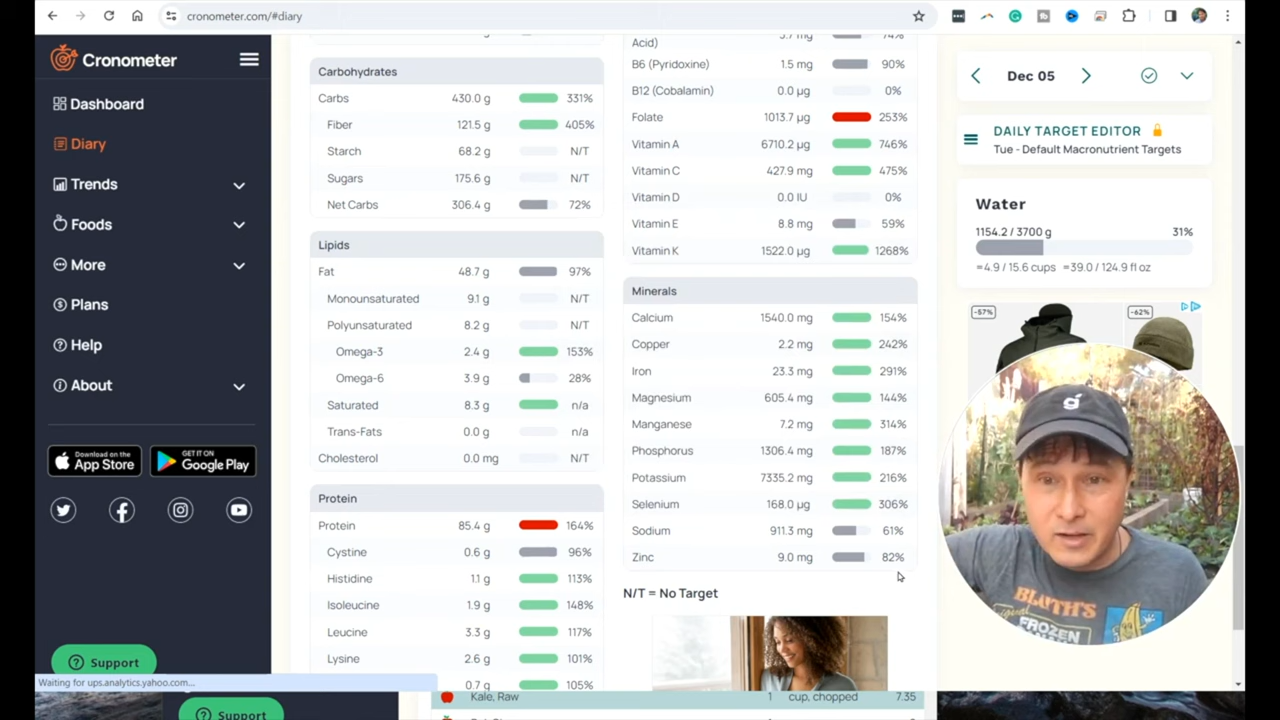 cronometer.com/#diary
Cronometer
Dashboard
Diary
Trends
Foods
More
Plans
Help
About
Download on the
App Store
GET IT ON
Google Play
Support
Waiting for ups.analytics.yahoo.com...
Support
Carbohydrates
Carbs 430.0 g 331%
Fiber 121.5 g 405%
Starch 68.2 g N/T
Sugars 175.6 g N/T
Net Carbs 306.4 g 72%
Lipids
Fat 48.7 g 97%
Monounsaturated 9.1 g N/T
Polyunsaturated 8.2 g N/T
Omega-3 2.4 g 153%
Omega-6 3.9 g 28%
Saturated 8.3 g n/a
Trans-Fats 0.0 g n/a
Cholesterol 0.0 mg N/T
Protein
Protein 85.4 g 164%
Cystine 0.6 g 96%
Histidine 1.1 g 113%
Isoleucine 1.9 g 148%
Leucine 3.3 g 117%
Lysine 2.6 g 101%
0.7 g 105%
Acid) 5.7 mg 74%
B6 (Pyridoxine) 1.5 mg 90%
B12 (Cobalamin) 0.0 µg 0%
Folate 1013.7 µg 253%
Vitamin A 6710.2 µg 746%
Vitamin C 427.9 mg 475%
Vitamin D 0.0 IU 0%
Vitamin E 8.8 mg 59%
Vitamin K 1522.0 µg 1268%
Minerals
Calcium 1540.0 mg 154%
Copper 2.2 mg 242%
Iron 23.3 mg 291%
Magnesium 605.4 mg 144%
Manganese 7.2 mg 314%
Phosphorus 1306.4 mg 187%
Potassium 7335.2 mg 216%
Selenium 168.0 µg 306%
Sodium 911.3 mg 61%
Zinc 9.0 mg 82%
N/T = No Target
Kale, Raw 1 cup, chopped 7.35
Dec 05
DAILY TARGET EDITOR
Tue - Default Macronutrient Targets
Water
1154.2 / 3700 g 31%
=4.9 / 15.6 cups =39.0 / 124.9 fl oz
-57%
-62%
BLUTH'S
Original
FROZEN